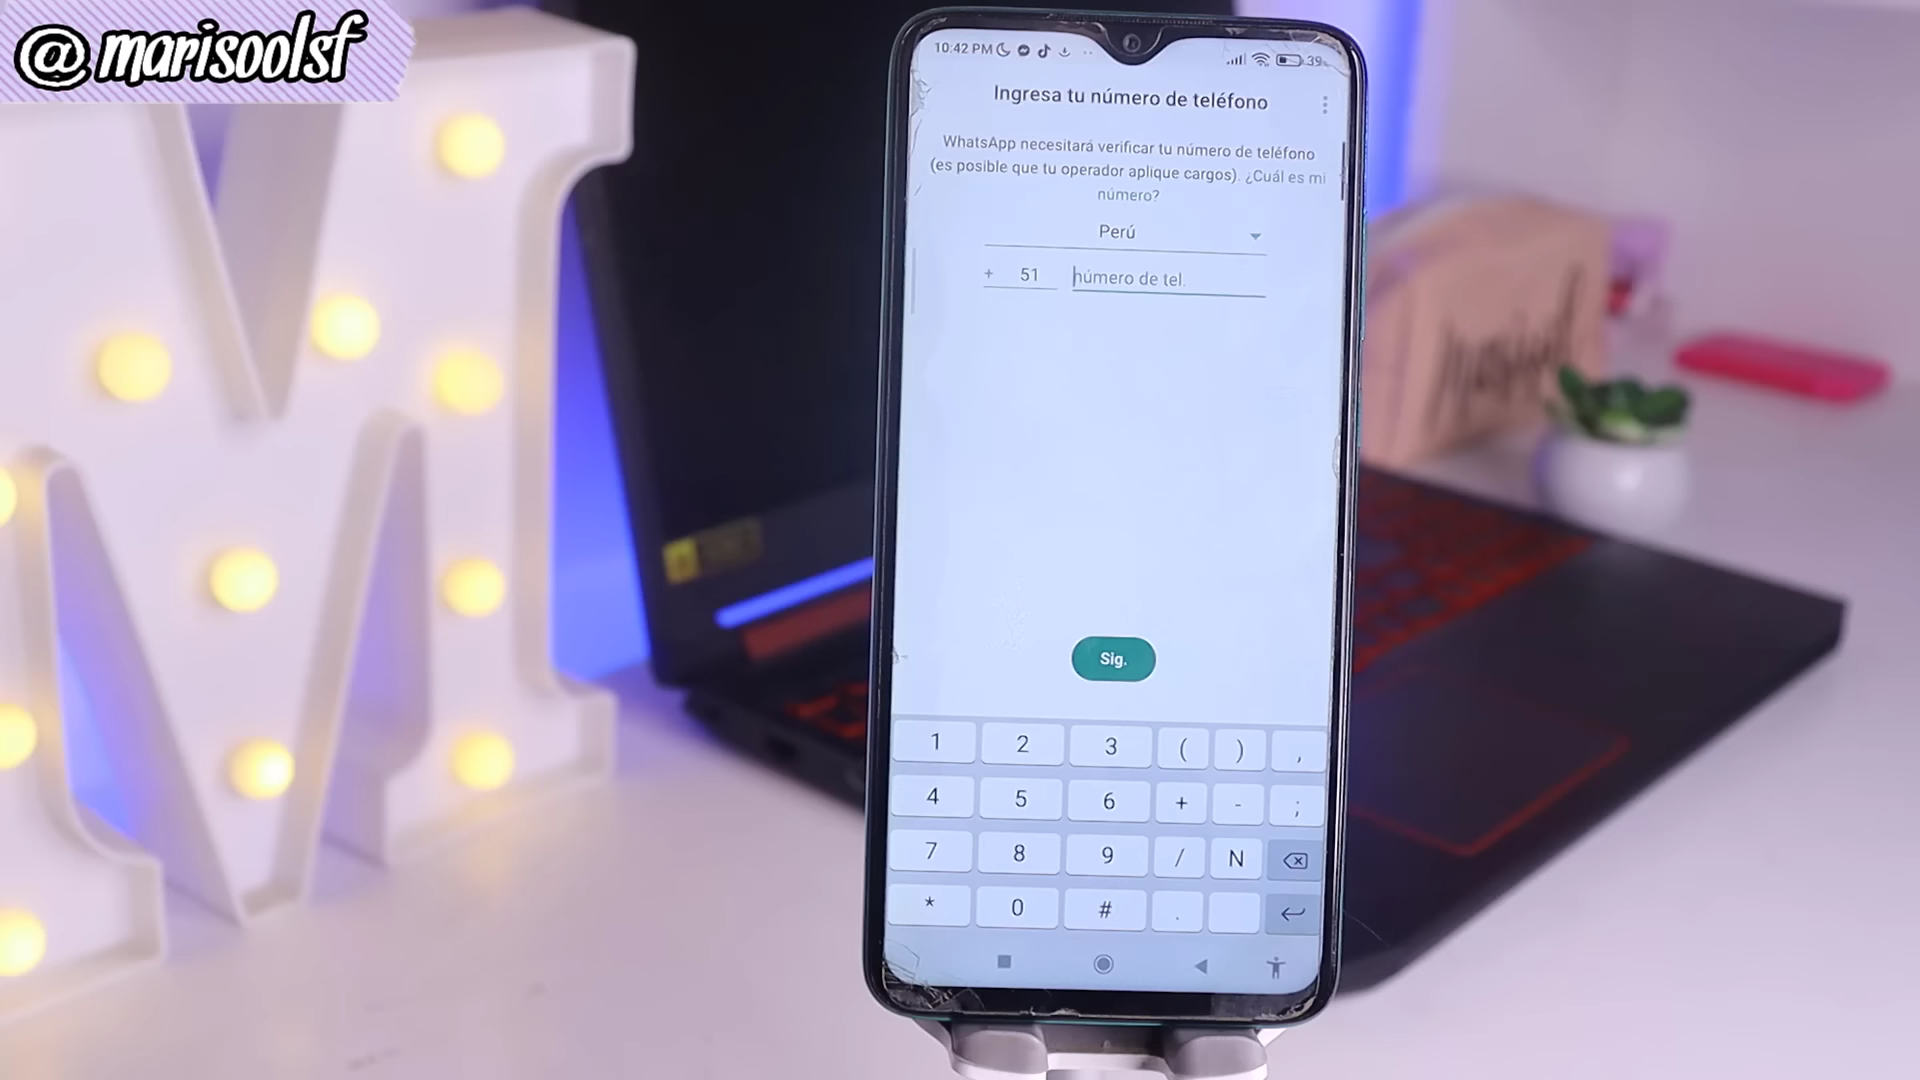 @marisoolsf
10:42 PM
39
Ingresa tu número de teléfono
WhatsApp necesitará verificar tu número de teléfono
(es posible que tu operador aplique cargos). ¿Cuál es mi
número?
Perú
+ 51 número de tel.
Sig.
1 2 3 ( ) ,
4 5 6 + - ;
7 8 9 / N
* 0 # .
M